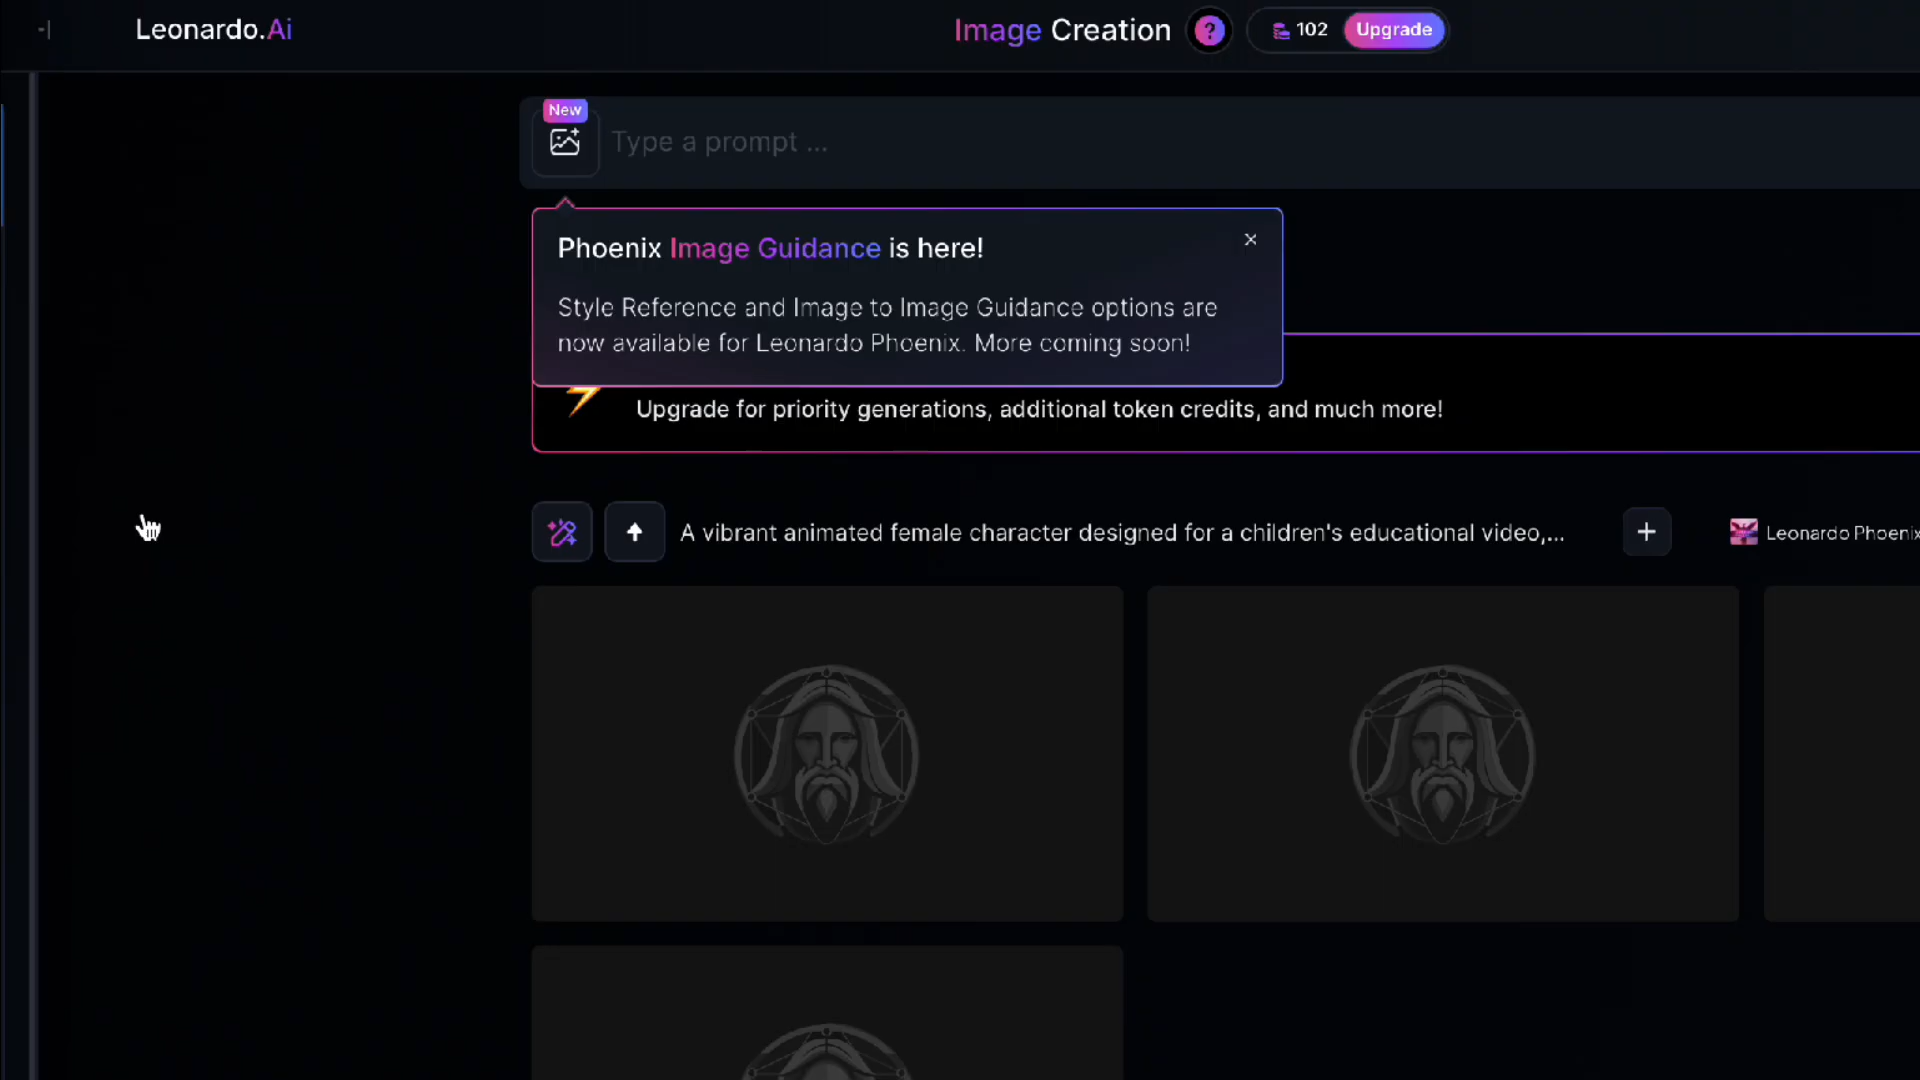 Leonardo.Ai
Image Creation
?
102
Upgrade
New
Type a prompt ...
Phoenix Image Guidance is here!
Style Reference and Image to Image Guidance options are
now available for Leonardo Phoenix. More coming soon!
Upgrade for priority generations, additional token credits, and much more!
A vibrant animated female character designed for a children's educational video,...
Leonardo Phoenix